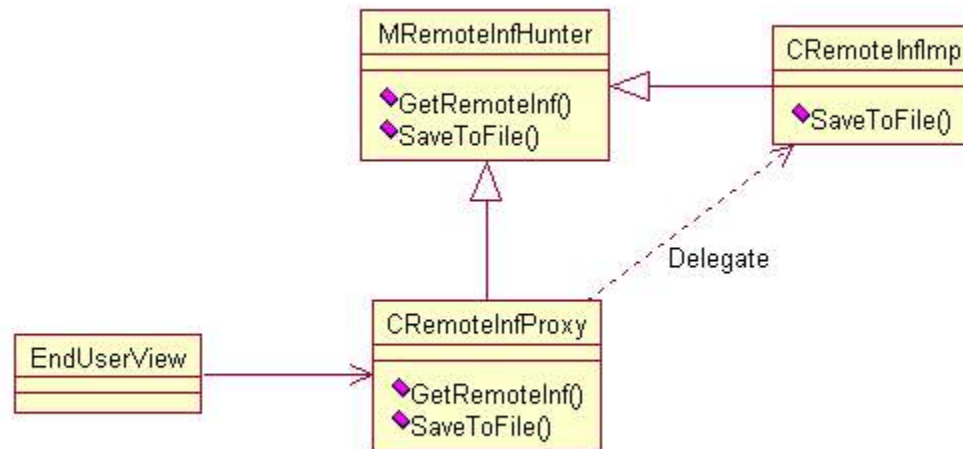 MRemoteInfHunter
GetRemoteInf()
SaveToFile()
CRemoteInfImp
SaveToFile()
Delegate
CRemoteInfProxy
GetRemoteInf()
SaveToFile()
EndUserView